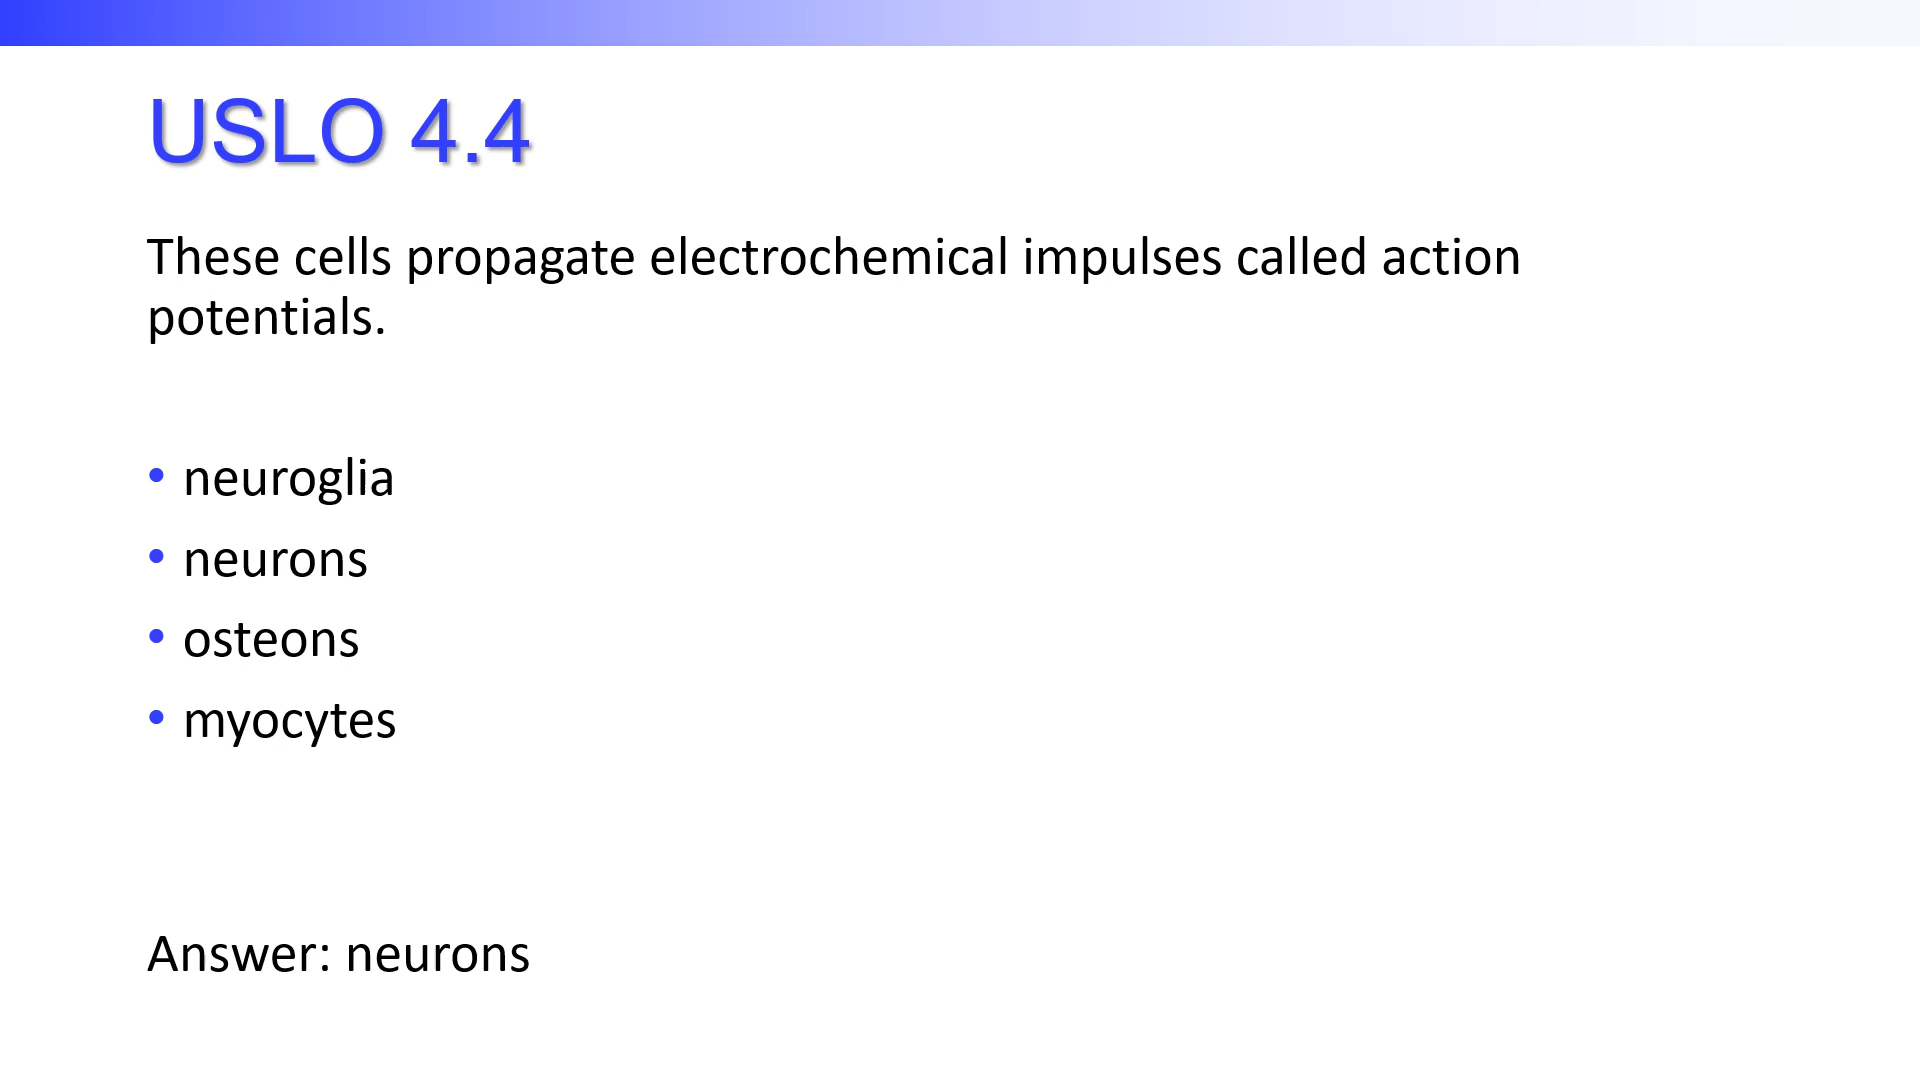 USLO 4.4
These cells propagate electrochemical impulses called action
potentials.
• neuroglia
• neurons
• osteons
• myocytes
Answer: neurons